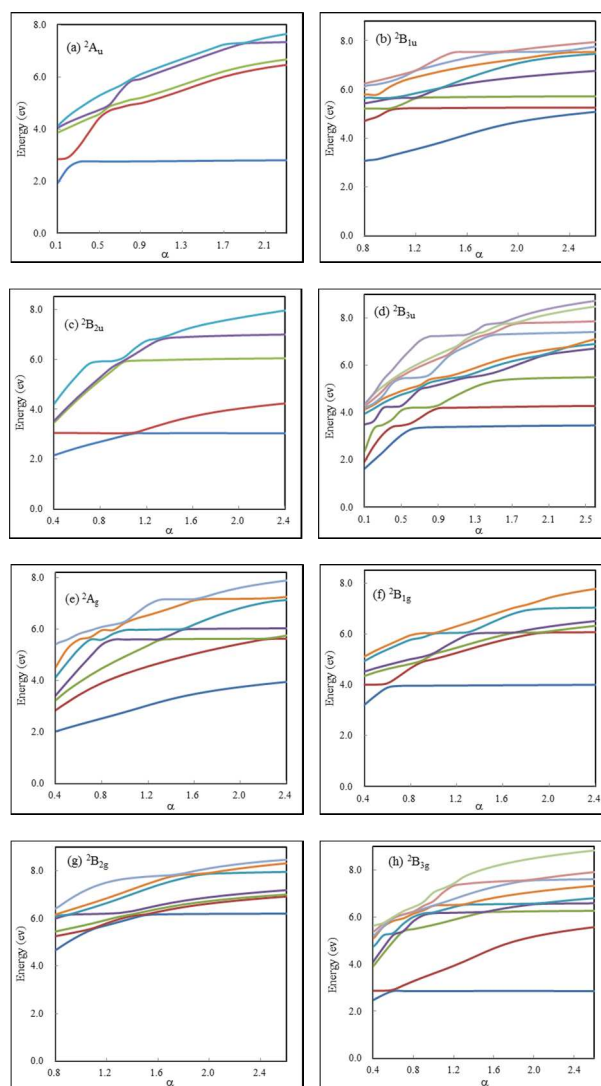 (a) ²Aᵤ
8.0
6.0
4.0
2.0
0.0
Energy (ev)
0.1 0.5 0.9 1.3 1.7 2.1
α
(b) ²B₁ᵤ
8.0
6.0
4.0
2.0
0.0
Energy (ev)
0.8 1.2 1.6 2.0 2.4
α
(c) ²B₂ᵤ
8.0
6.0
4.0
2.0
0.0
Energy (ev)
0.4 0.8 1.2 1.6 2.0 2.4
α
(d) ²B₃ᵤ
8.0
6.0
4.0
2.0
0.0
Energy (ev)
0.1 0.5 0.9 1.3 1.7 2.1 2.5
α
(e) ²A_g
8.0
6.0
4.0
2.0
0.0
Energy (ev)
0.4 0.8 1.2 1.6 2.0 2.4
α
(f) ²B₁g
8.0
6.0
4.0
2.0
0.0
Energy (ev)
0.4 0.8 1.2 1.6 2.0 2.4
α
(g) ²B₂g
8.0
6.0
4.0
2.0
0.0
Energy (ev)
0.8 1.2 1.6 2.0 2.4
α
(h) ²B₃g
8.0
6.0
4.0
2.0
0.0
Energy (ev)
0.4 0.8 1.2 1.6 2.0 2.4
α